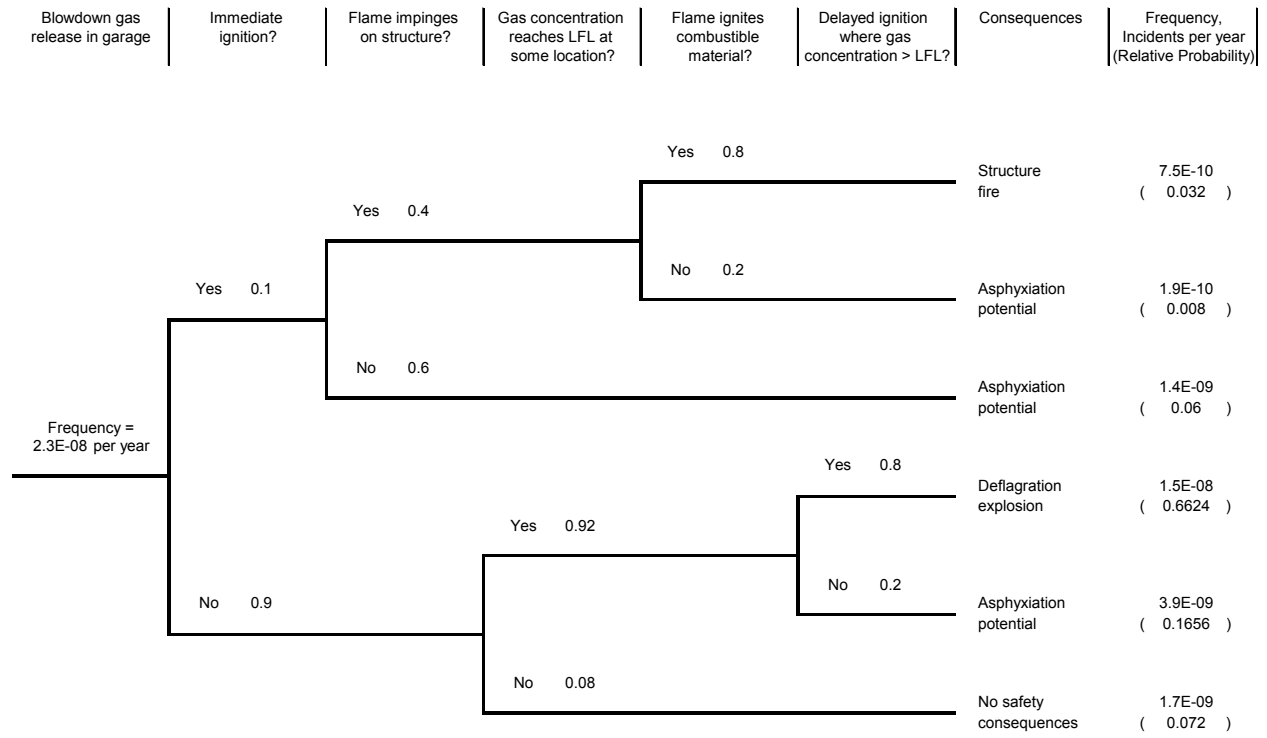 Blowdown gas
release in garage
Immediate
ignition?
Flame impinges
on structure?
Gas concentration
reaches LFL at
some location?
Flame ignites
combustible
material?
Delayed ignition
where gas
concentration > LFL?
Consequences
Frequency,
Incidents per year
(Relative Probability)
Yes 0.8
Structure
fire
7.5E-10
( 0.032 )
Yes 0.4
No 0.2
Asphyxiation
potential
1.9E-10
( 0.008 )
Yes 0.1
No 0.6
Asphyxiation
potential
1.4E-09
( 0.06 )
Frequency =
2.3E-08 per year
Yes 0.8
Deflagration
explosion
1.5E-08
( 0.6624 )
Yes 0.92
No 0.2
Asphyxiation
potential
3.9E-09
( 0.1656 )
No 0.9
No 0.08
No safety
consequences
1.7E-09
( 0.072 )